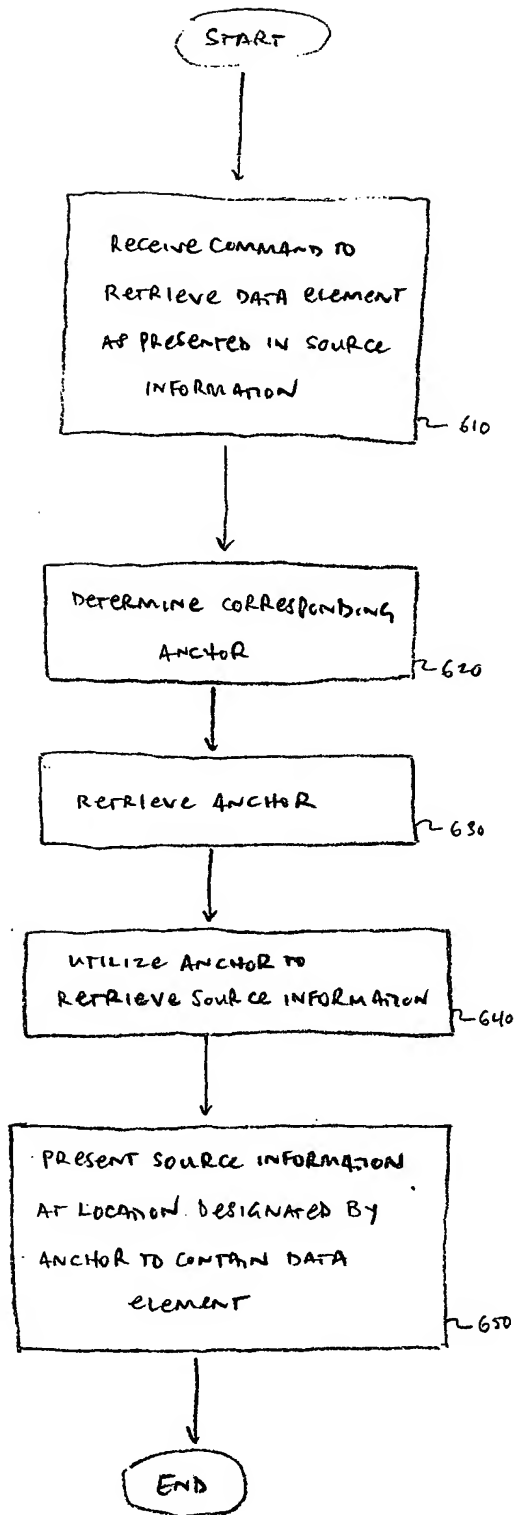 START
RECEIVE COMMAND TO
RETRIEVE DATA ELEMENT
AS PRESENTED IN SOURCE
INFORMATION
610
DETERMINE CORRESPONDING
ANCHOR
620
RETRIEVE ANCHOR
630
UTILIZE ANCHOR TO
RETRIEVE SOURCE INFORMATION
640
PRESENT SOURCE INFORMATION
AT LOCATION DESIGNATED BY
ANCHOR TO CONTAIN DATA
ELEMENT
650
END